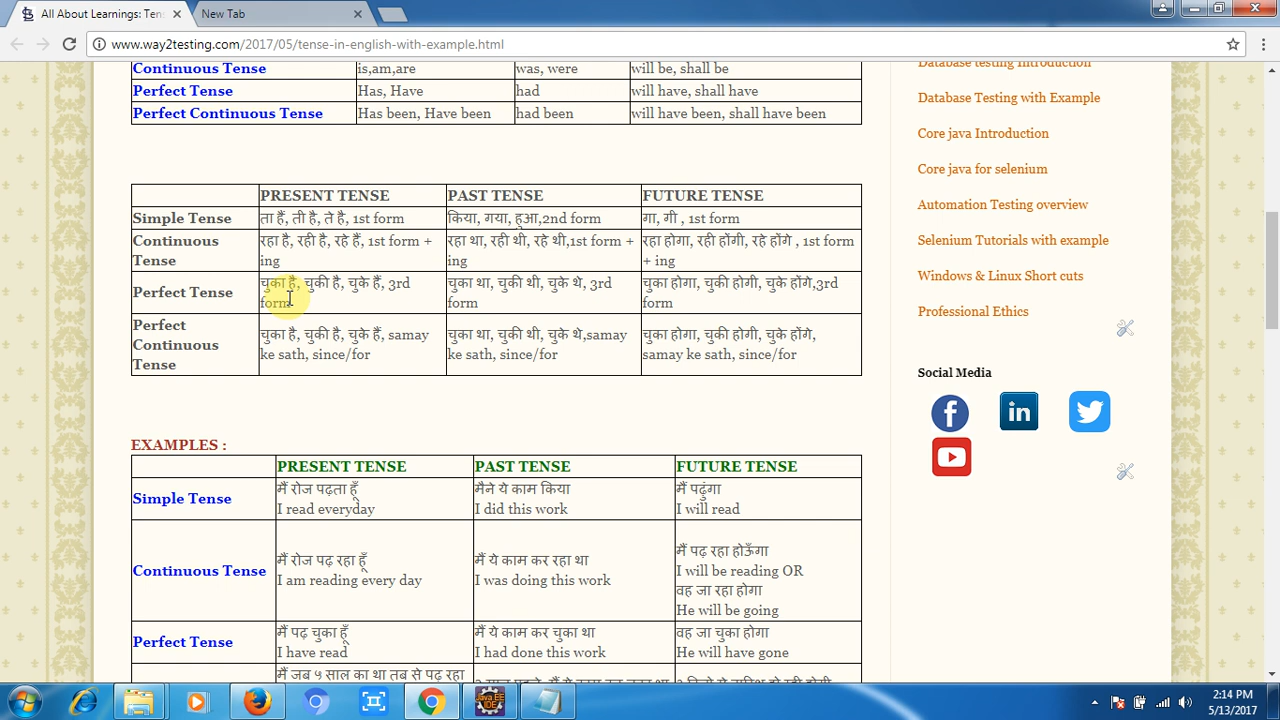 All About Learnings: Tens
New Tab
www.way2testing.com/2017/05/tense-in-english-with-example.html
Continuous Tense is,am,are was, were will be, shall be
Perfect Tense Has, Have had will have, shall have
Perfect Continuous Tense Has been, Have been had been will have been, shall have been
PRESENT TENSE PAST TENSE FUTURE TENSE
Simple Tense ता हैं, ती है, ते है, 1st form किया, गया, हुआ,2nd form गा, गी , 1st form
Continuous रहा है, रही है, रहे हैं, 1st form + रहा था, रही थी, रहे थी,1st form + रहा होगा, रही होंगी, रहे होंगे , 1st form
Tense ing ing + ing
Perfect Tense चुका है, चुकी है, चुके हैं, 3rd चुका था, चुकी थी, चुके थे, 3rd चुका होगा, चुकी होगी, चुके होंगे,3rd
form form form
Perfect
Continuous
Tense
चुका है, चुकी है, चुके हैं, samay चुका था, चुकी थी, चुके थे,samay चुका होगा, चुकी होगी, चुके होंगे,
ke sath, since/for ke sath, since/for samay ke sath, since/for
EXAMPLES :
PRESENT TENSE PAST TENSE FUTURE TENSE
Simple Tense
मैं रोज पढ़ता हूँ
I read everyday
मैने ये काम किया
I did this work
मैं पढ़ुंगा
I will read
Continuous Tense
मैं रोज पढ़ रहा हूँ
I am reading every day
मैं ये काम कर रहा था
I was doing this work
मैं पढ़ रहा होऊँगा
I will be reading OR
वह जा रहा होगा
He will be going
Perfect Tense
मैं पढ़ चुका हूँ
I have read
मैं ये काम कर चुका था
I had done this work
वह जा चुका होगा
He will have gone
मैं जब ५ साल का था तब से पढ़ रहा
Database testing Introduction
Database Testing with Example
Core java Introduction
Core java for selenium
Automation Testing overview
Selenium Tutorials with example
Windows & Linux Short cuts
Professional Ethics
Social Media
f
in
Java EE
IDE
2:14 PM
5/13/2017